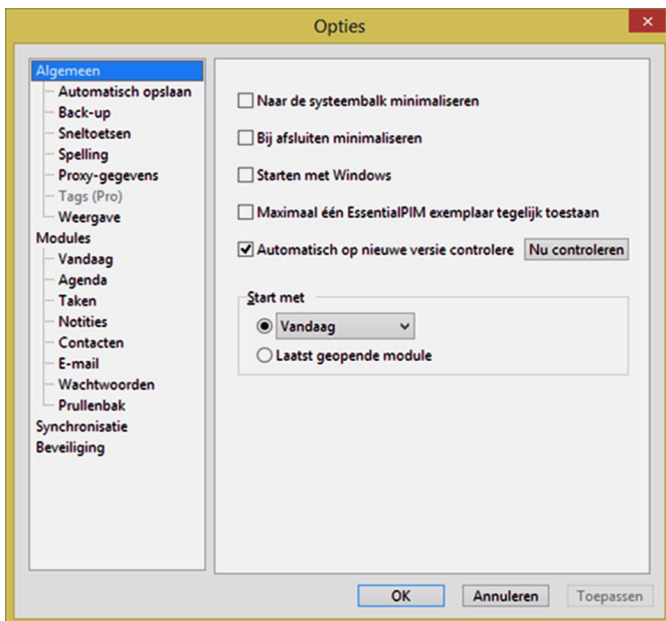 Opties
Algemeen
Automatisch opslaan
Back-up
Sneltoetsen
Spelling
Proxy-gegevens
Tags (Pro)
Weergave
Modules
Vandaag
Agenda
Taken
Notities
Contacten
E-mail
Wachtwoorden
Prullenbak
Synchronisatie
Beveiliging
Naar de systeembalk minimaliseren
Bij afsluiten minimaliseren
Starten met Windows
Maximaal één EssentialPIM exemplaar tegelijk toestaan
Automatisch op nieuwe versie controlere Nu controleren
Start met
Vandaag
Laatst geopende module
OK Annuleren Toepassen